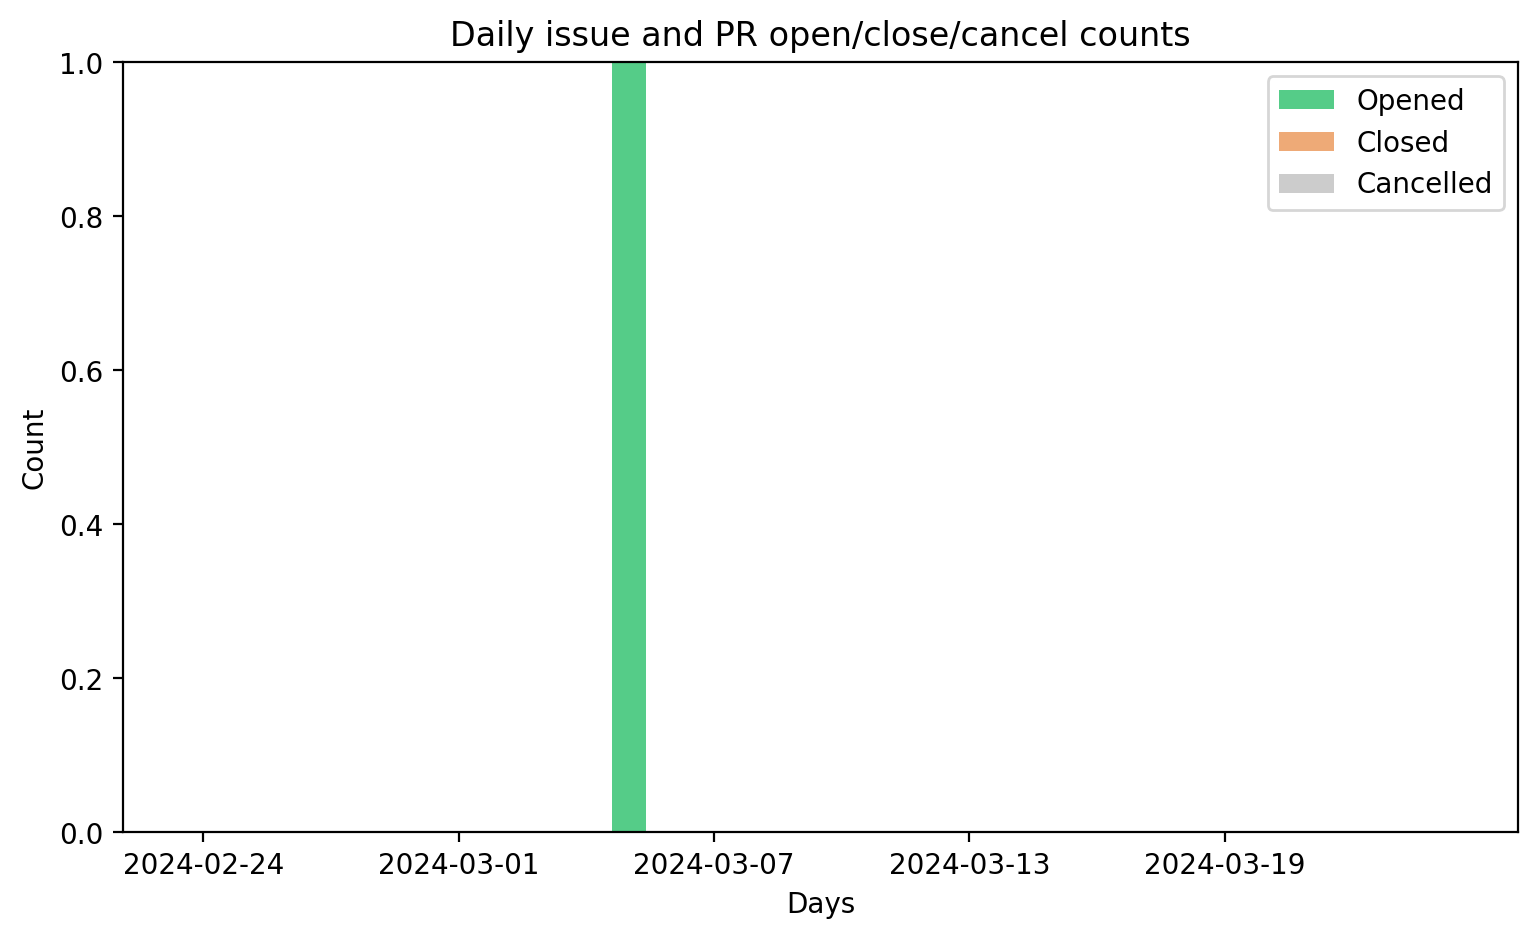 Daily issue and PR open/close/cancel counts
1.0
0.8
0.6
0.4
0.2
0.0
Count
Opened
Closed
Cancelled
2024-02-24
2024-03-01
2024-03-07
2024-03-13
2024-03-19
Days